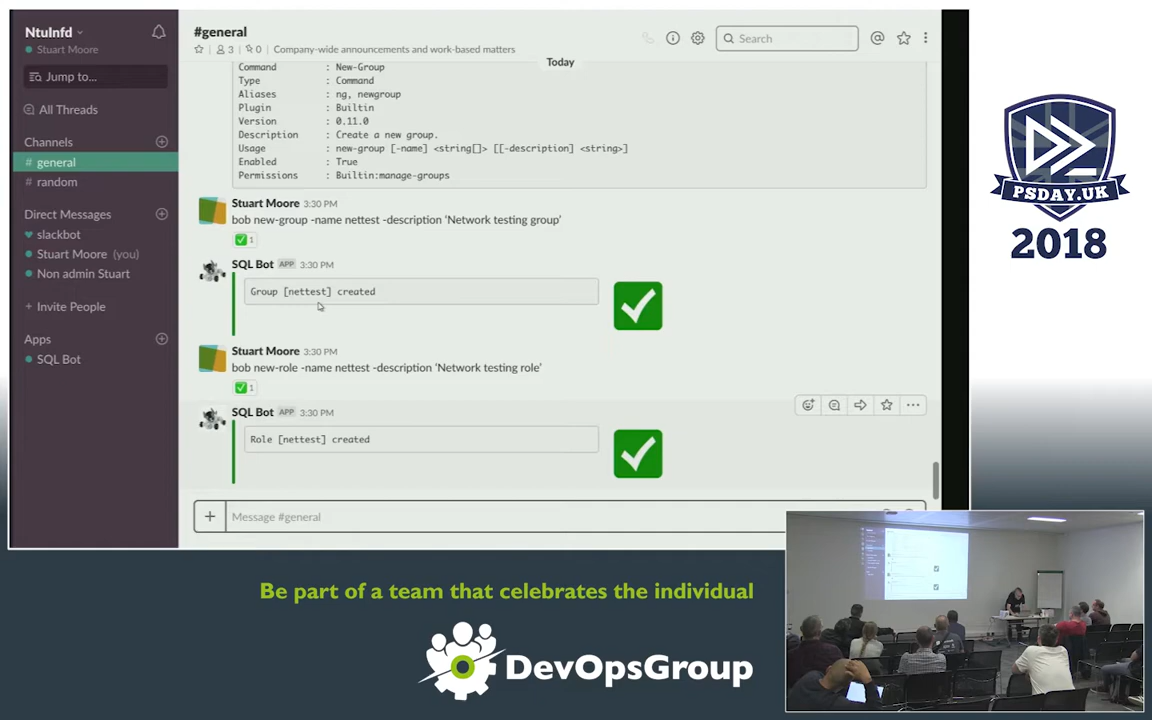 NtuInfd
Stuart Moore
Jump to...
All Threads
Channels
# general
# random
Direct Messages
slackbot
Stuart Moore (you)
Non admin Stuart
+ Invite People
Apps
SQL Bot
#general
3
0
Company-wide announcements and work-based matters
Search
Today
Command : New-Group
Type : Command
Aliases : ng, newgroup
Plugin : Builtin
Version : 0.11.0
Description : Create a new group.
Usage : new-group [-name] <string[]> [[-description] <string>]
Enabled : True
Permissions : Builtin:manage-groups
Stuart Moore 3:30 PM
bob new-group -name nettest -description ‘Network testing group’
1
SQL Bot APP 3:30 PM
Group [nettest] created
Stuart Moore 3:30 PM
bob new-role -name nettest -description ‘Network testing role’
1
SQL Bot APP 3:30 PM
Role [nettest] created
Message #general
PSDAY.UK
2018
Be part of a team that celebrates the individual
DevOpsGroup